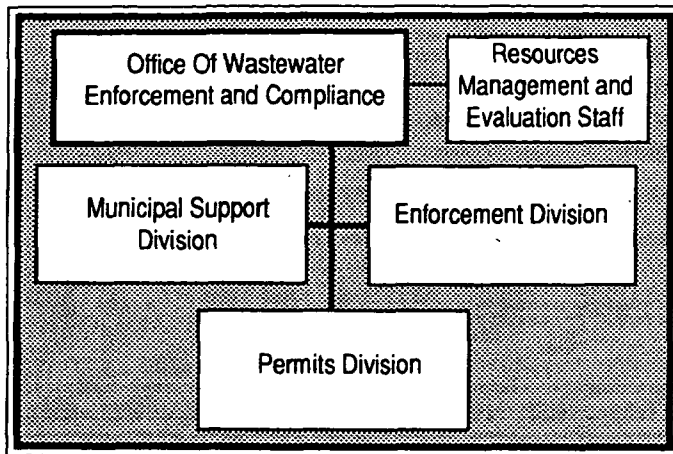 Office Of Wastewater
Enforcement and Compliance
Resources
Management and
Evaluation Staff
Municipal Support
Division
Enforcement Division
Permits Division